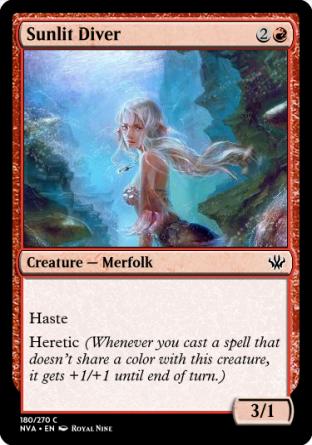 Sunlit Diver 2
Creature — Merfolk
Haste
Heretic (Whenever you cast a spell that
doesn't share a color with this creature,
it gets +1/+1 until end of turn.)
180/270 C
NVA • EN Royal Nine
3/1